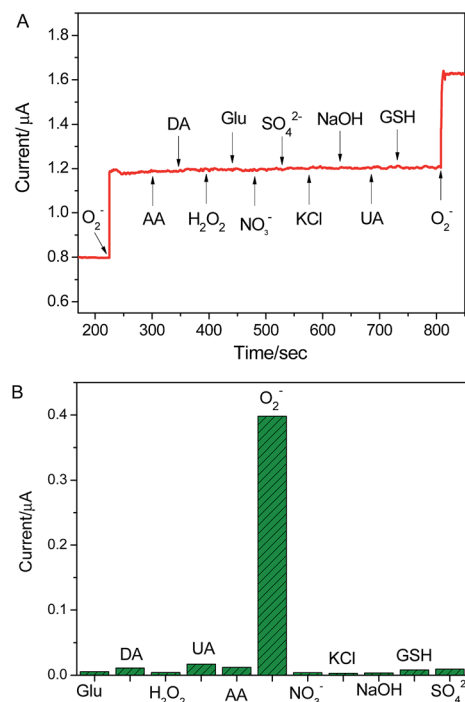 A
1.8
1.6
1.4
1.2
1.0
0.8
0.6
Current/μA
DA
Glu
SO₄²⁻
NaOH
GSH
O₂⁻
AA
H₂O₂
NO₃⁻
KCl
UA
O₂⁻
200 300 400 500 600 700 800
Time/sec
B
0.4
0.3
0.2
0.1
0.0
Current/μA
O₂⁻
DA
UA
KCl
GSH
Glu
H₂O₂
AA
NO₃⁻
NaOH
SO₄²